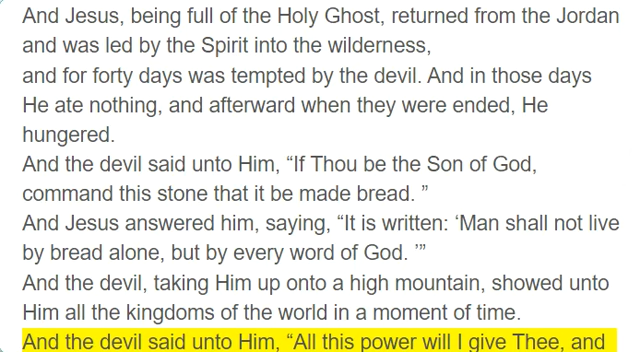 And Jesus, being full of the Holy Ghost, returned from the Jordan
and was led by the Spirit into the wilderness,
and for forty days was tempted by the devil. And in those days
He ate nothing, and afterward when they were ended, He
hungered.
And the devil said unto Him, “If Thou be the Son of God,
command this stone that it be made bread. ”
And Jesus answered him, saying, “It is written: ‘Man shall not live
by bread alone, but by every word of God. ’”
And the devil, taking Him up onto a high mountain, showed unto
Him all the kingdoms of the world in a moment of time.
And the devil said unto Him, “All this power will I give Thee, and